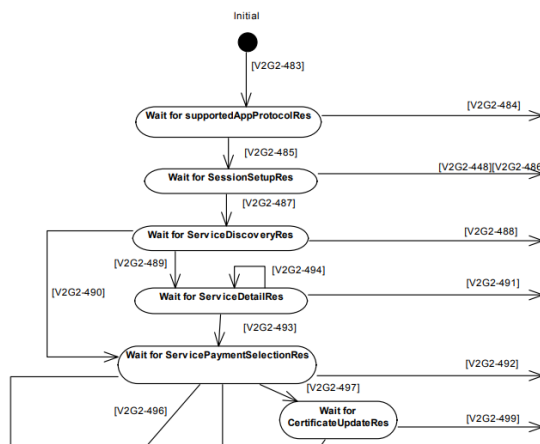 Initial
[V2G2-483]
Wait for supportedAppProtocolRes
[V2G2-484]
[V2G2-485]
[V2G2-448][V2G2-486
Wait for SessionSetupRes
[V2G2-487]
Wait for ServiceDiscoveryRes
[V2G2-488]
[V2G2-489]
[V2G2-494]
[V2G2-490]
[V2G2-491]
Wait for ServiceDetailRes
[V2G2-493]
Wait for ServicePaymentSelectionRes
[V2G2-492]
[V2G2-497]
[V2G2-496]
Wait for
CertificateUpdateRes
[V2G2-499]